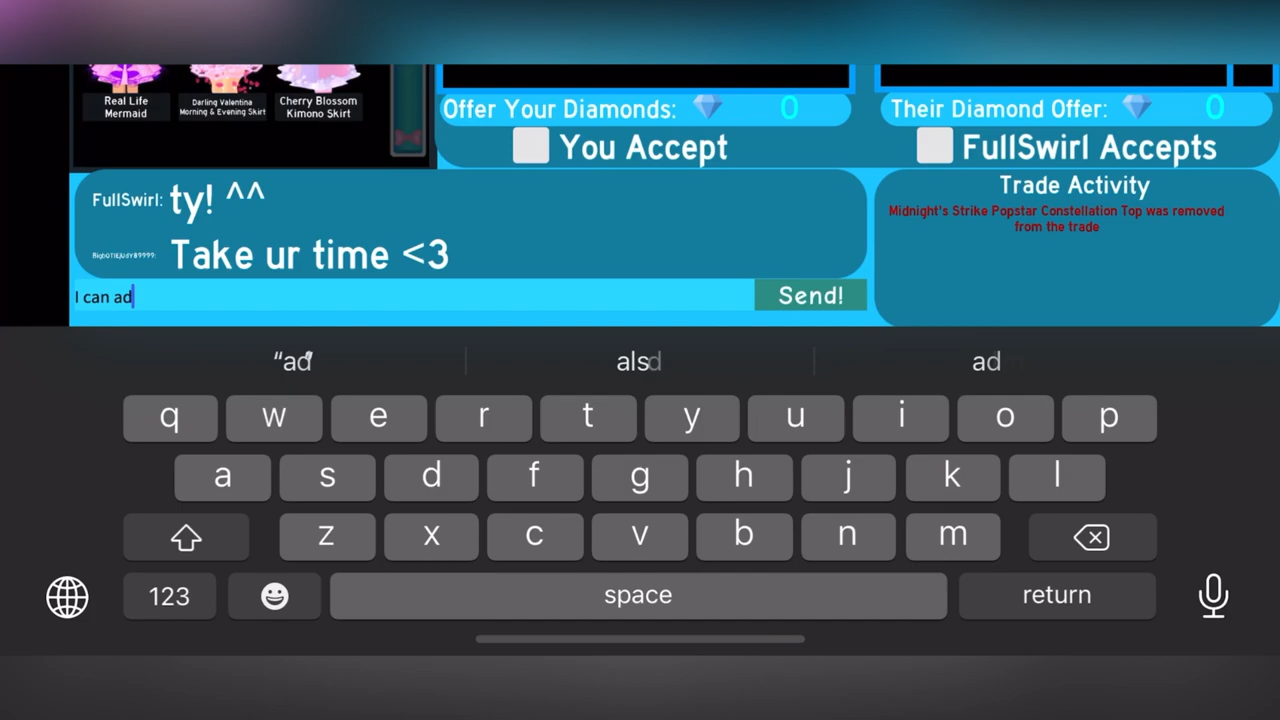 Real Life
Mermaid
Darling Valentina
Morning & Evening Skirt
Cherry Blossom
Kimono Skirt
Offer Your Diamonds: 0
You Accept
Their Diamond Offer: 0
FullSwirl Accepts
FullSwirl: ty! ^^
Take ur time <3
I can ad
Send!
Trade Activity
Midnight's Strike Popstar Constellation Top was removed
from the trade
“ad”
ad
q w e r t y u i o p
a s d f g h j k l
z x c v b n m
123
space
return